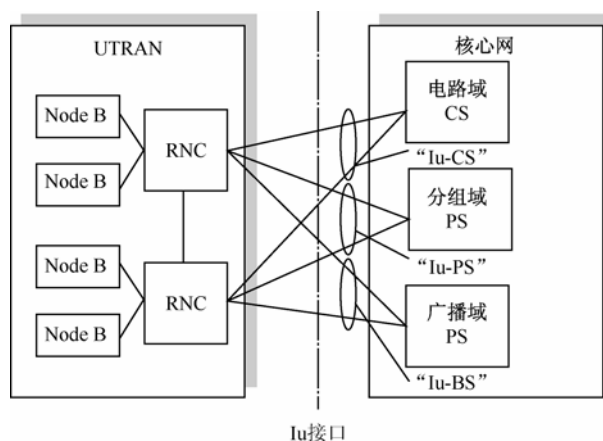 UTRAN
Node B
Node B
RNC
Node B
Node B
RNC
核心网
电路域
CS
“Iu-CS”
分组域
PS
“Iu-PS”
广播域
PS
“Iu-BS”
Iu接口